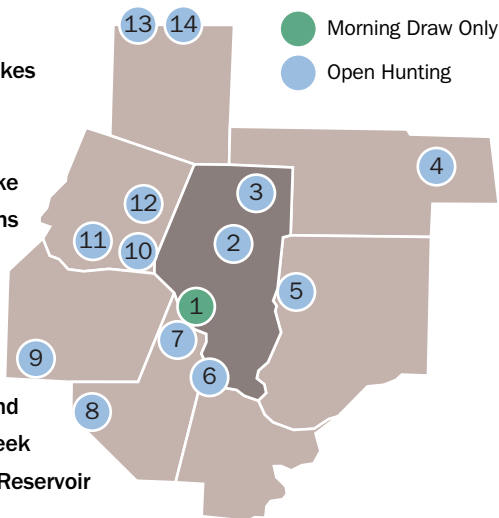 13 14
Morning Draw Only
Open Hunting
kes
4
ke
12
3
ns
11
10
2
5
1
7
9
6
8
nd
eek
Reservoir